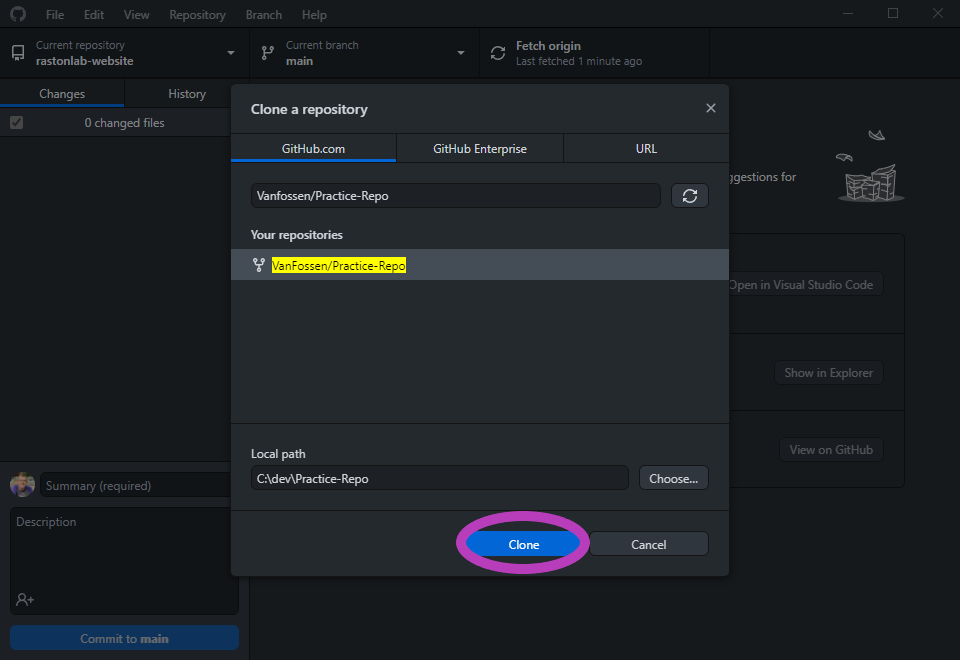 File Edit View Repository Branch Help
Current repository
rastonlab-website
Current branch
main
Fetch origin
Last fetched 1 minute ago
Changes History
0 changed files
Clone a repository
GitHub.com GitHub Enterprise URL
Vanfossen/Practice-Repo
Your repositories
VanFossen/Practice-Repo
Local path
C:\dev\Practice-Repo
Choose...
Clone Cancel
ggestions for
Open in Visual Studio Code
Show in Explorer
View on GitHub
Summary (required)
Description
Commit to main